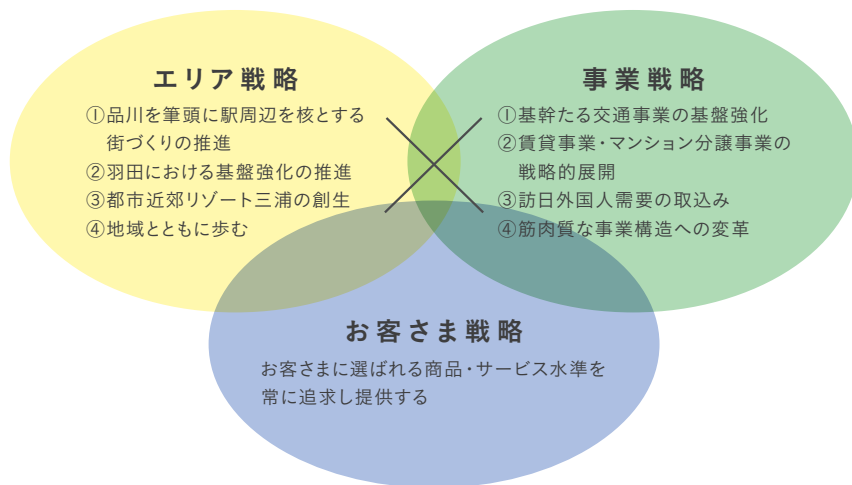 エリア戦略
①品川を筆頭に駅周辺を核とする
街づくりの推進
②羽田における基盤強化の推進
③都市近郊リゾート三浦の創生
④地域とともに歩む
事業戦略
①基幹たる交通事業の基盤強化
②賃貸事業・マンション分譲事業の
戦略的展開
③訪日外国人需要の取込み
④筋肉質な事業構造への変革
お客さま戦略
お客さまに選ばれる商品・サービス水準を
常に追求し提供する